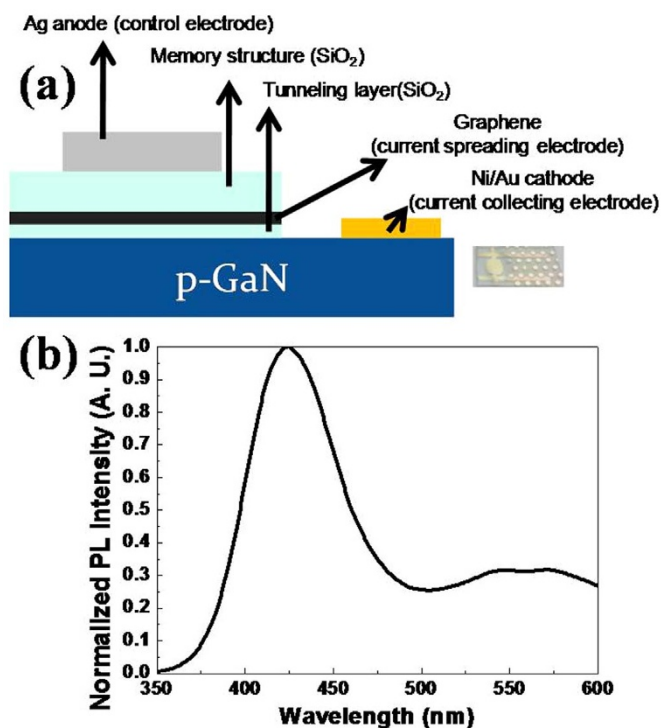 Ag anode (control electrode)
(a)
Memory structure (SiO₂)
Tunneling layer(SiO₂)
Graphene
(current spreading electrode)
Ni/Au cathode
(current collecting electrode)
p-GaN
(b)
Normalized PL Intensity (A. U.)
1.0
0.9
0.8
0.7
0.6
0.5
0.4
0.3
0.2
0.1
0.0
350 400 450 500 550 600
Wavelength (nm)